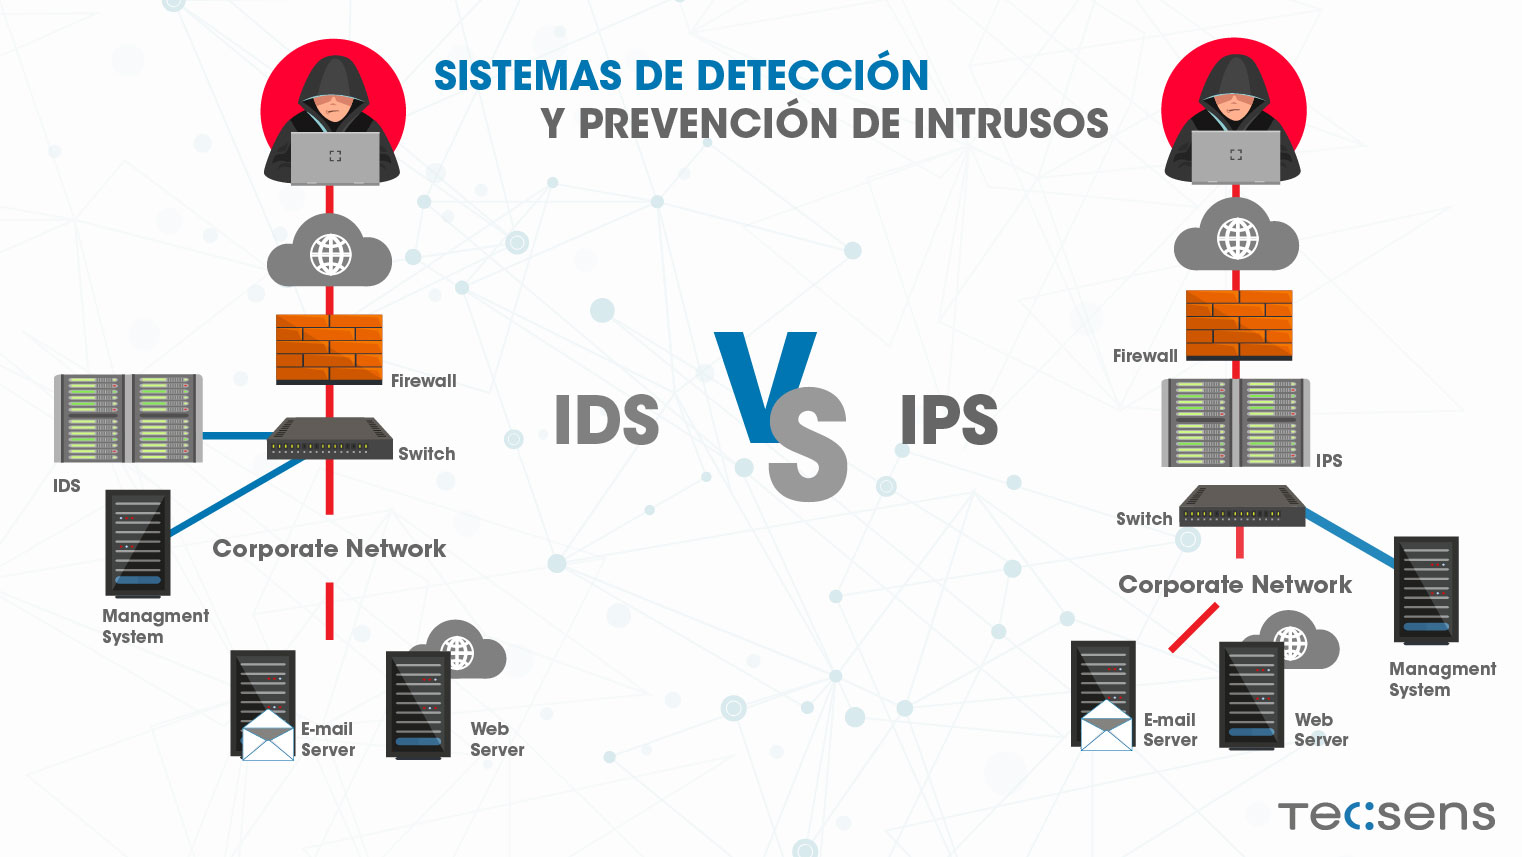 SISTEMAS DE DETECCIÓN
Y PREVENCIÓN DE INTRUSOS
Firewall
Switch
IDS
Corporate Network
Managment
System
E-mail
Server
Web
Server
IDS
VS
IPS
Firewall
IPS
Switch
Corporate Network
Managment
System
E-mail
Server
Web
Server
Tecsens